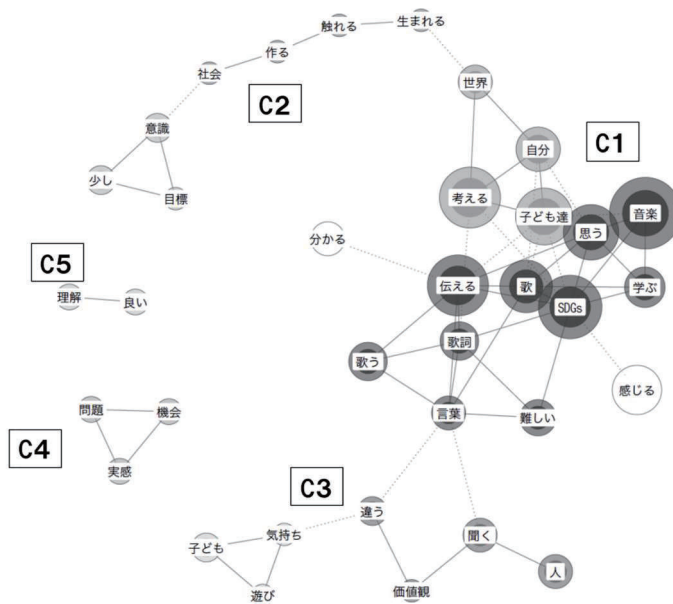 生まれる
触れる
作る
社会
世界
C2
意識
自分
C1
少し
目標
考える
子ども達
音楽
思う
分かる
C5
伝える
歌
SDGs
学ぶ
理解
良い
歌う
歌詞
感じる
問題
機会
言葉
難しい
C4
実感
C3
違う
気持ち
子ども
聞く
人
遊び
価値観